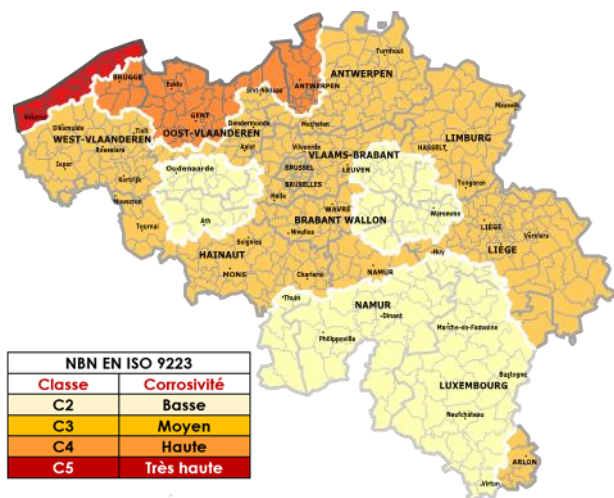 Turnhout
ANTWERPEN
BRUGGE
Eeklo
Sint-Niklaas
ANTWERPEN
Maaseik
Veurne
GENT
Diksmuide
Tielt
OOST-VLAANDEREN
Dendermonde
Mechelen
WEST-VLAANDEREN
Roeselare
Aalst
Vilvoorde
LIMBURG
HASSELT
VLAAMS-BRABANT
Ieper
Oudenaarde
BRUSSEL
LEUVEN
Kortrijk
BRUXELLES
Tongeren
Mouscron
Halle
WAVRE
Waremme
Ath
BRABANT WALLON
LIÈGE
Tournai
Nivelles
Verviers
Soignies
Huy
LIÈGE
HAINAUT
MONS
Charleroi
NAMUR
Thuin
NAMUR
Dinant
Marche-en-Famenne
Philippeville
Bastogne
LUXEMBOURG
Neufchâteau
ARLON
Virton
NBN EN ISO 9223
Classe Corrosivité
C2 Basse
C3 Moyen
C4 Haute
C5 Très haute